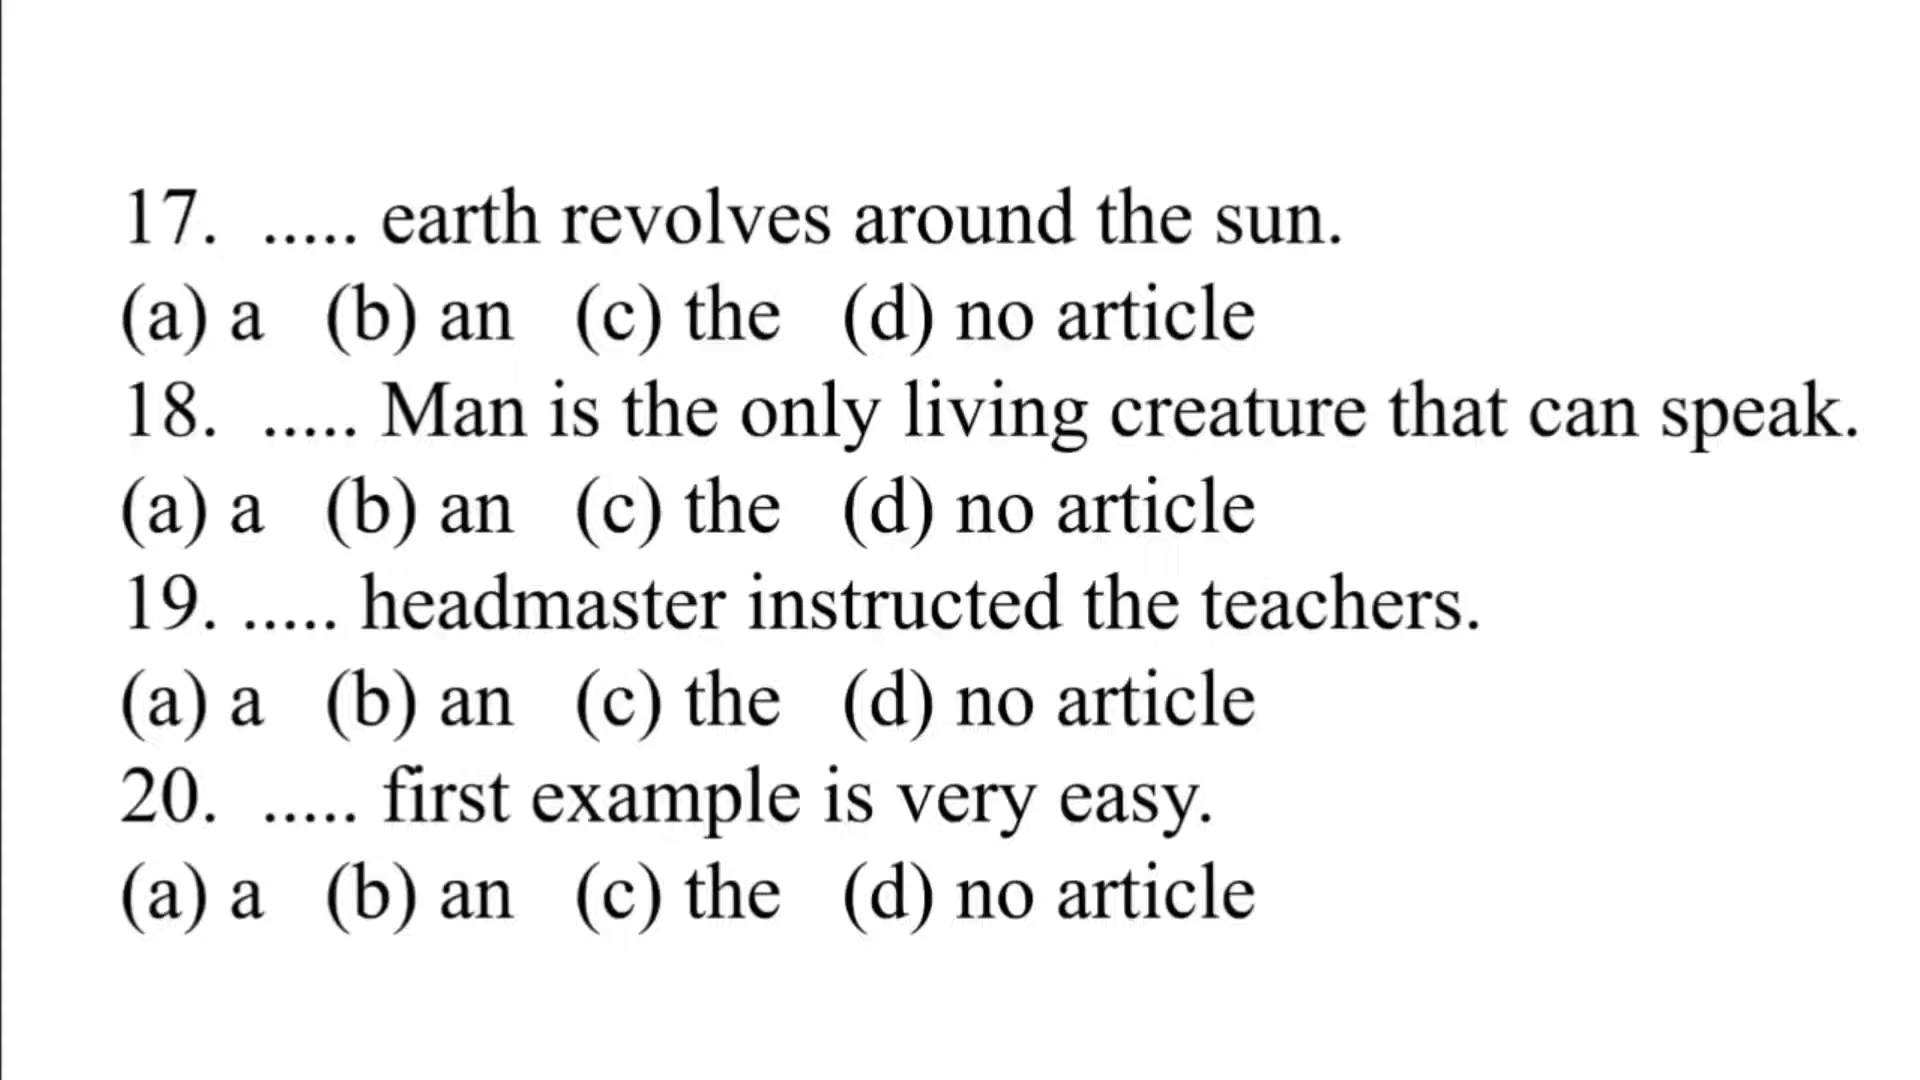 17. ..... earth revolves around the sun.
(a) a (b) an (c) the (d) no article
18. ..... Man is the only living creature that can speak.
(a) a (b) an (c) the (d) no article
19. ..... headmaster instructed the teachers.
(a) a (b) an (c) the (d) no article
20. ..... first example is very easy.
(a) a (b) an (c) the (d) no article